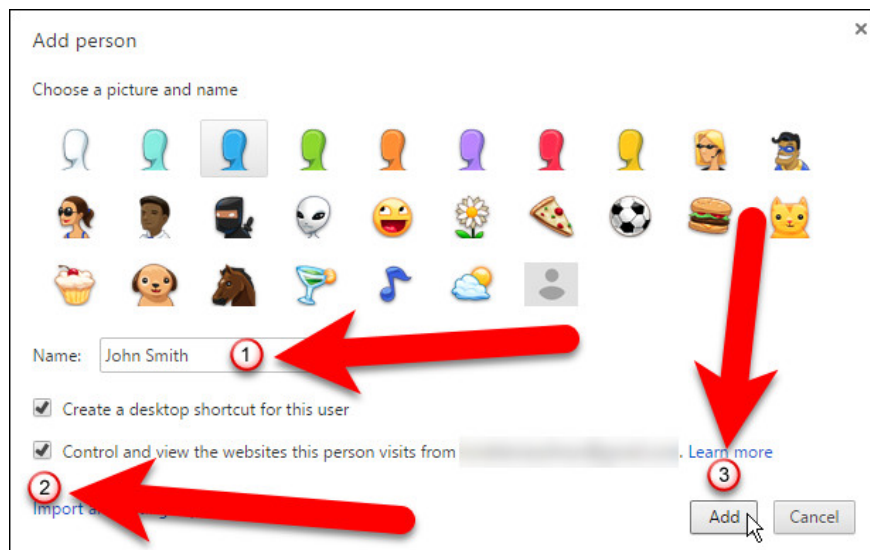 Add person
Choose a picture and name
Name: John Smith 1
Create a desktop shortcut for this user
Control and view the websites this person visits from . Learn more
2
3
Import
Add Cancel